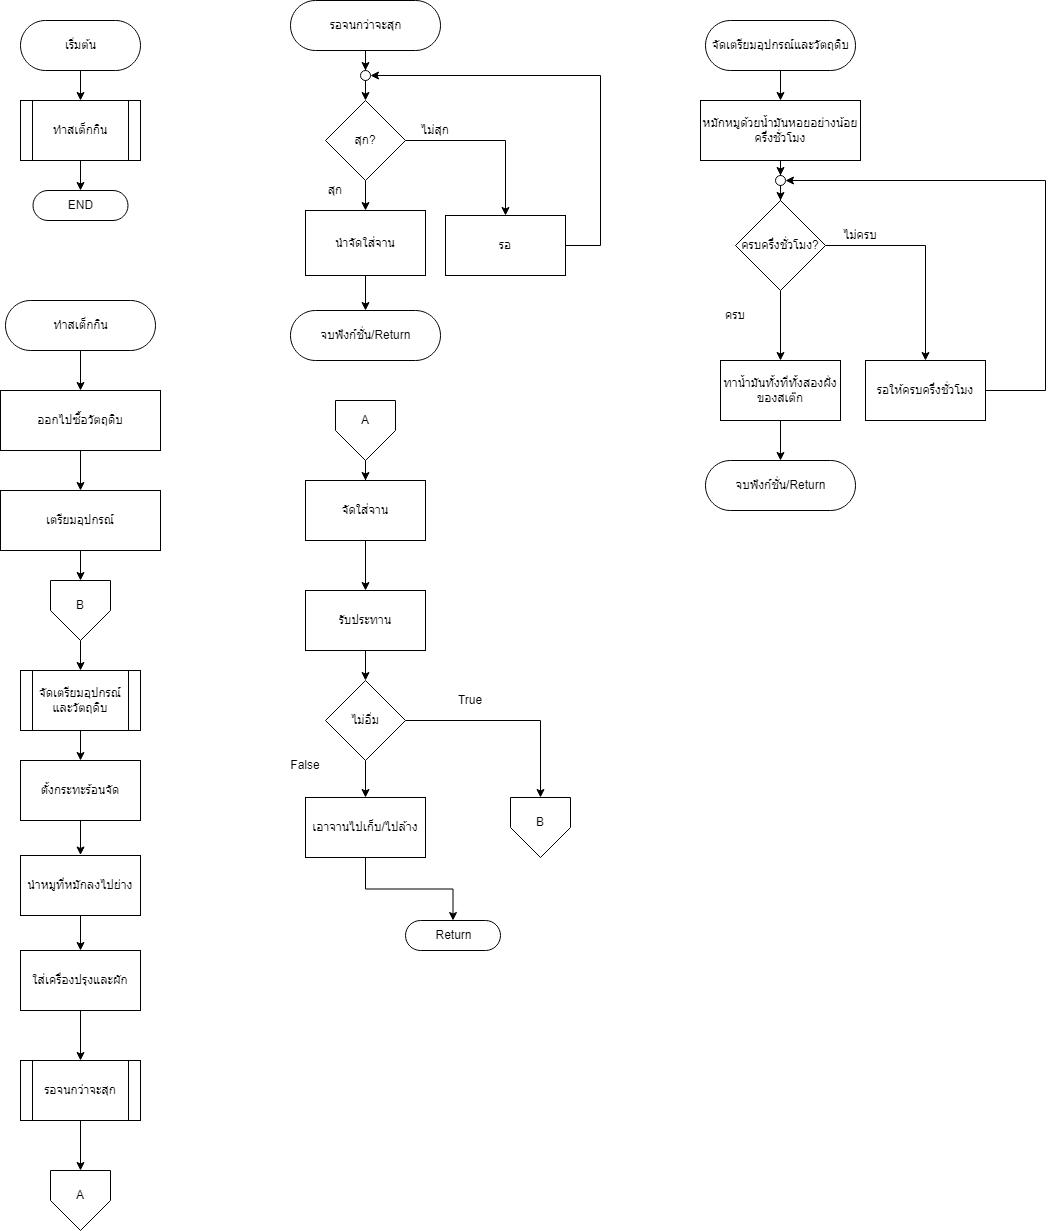 เริ่มต้น
ทำสเต็กกิน
END
ทำสเต็กกิน
ออกไปซื้อวัตถุดิบ
เตรียมอุปกรณ์
B
จัดเตรียมอุปกรณ์
และวัตถุดิบ
ตั้งกระทะร้อนจัด
นำหมูที่หมักลงไปย่าง
ใส่เครื่องปรุงและผัก
รอจนกว่าจะสุก
A
รอจนกว่าจะสุก
สุก?
ไม่สุก
สุก
นำจัดใส่จาน
รอ
จบฟังก์ชั่น/Return
A
จัดใส่จาน
รับประทาน
ไม่อิ่ม
True
False
เอาจานไปเก็บ/ไปล้าง
B
Return
จัดเตรียมอุปกรณ์และวัตถุดิบ
หมักหมูด้วยน้ำมันหอยอย่างน้อย
ครึ่งชั่วโมง
ครบครึ่งชั่วโมง?
ไม่ครบ
ครบ
ทาน้ำมันทั้งที่ทั้งสองฝั่ง
ของสเต๊ก
รอให้ครบครึ่งชั่วโมง
จบฟังก์ชั่น/Return